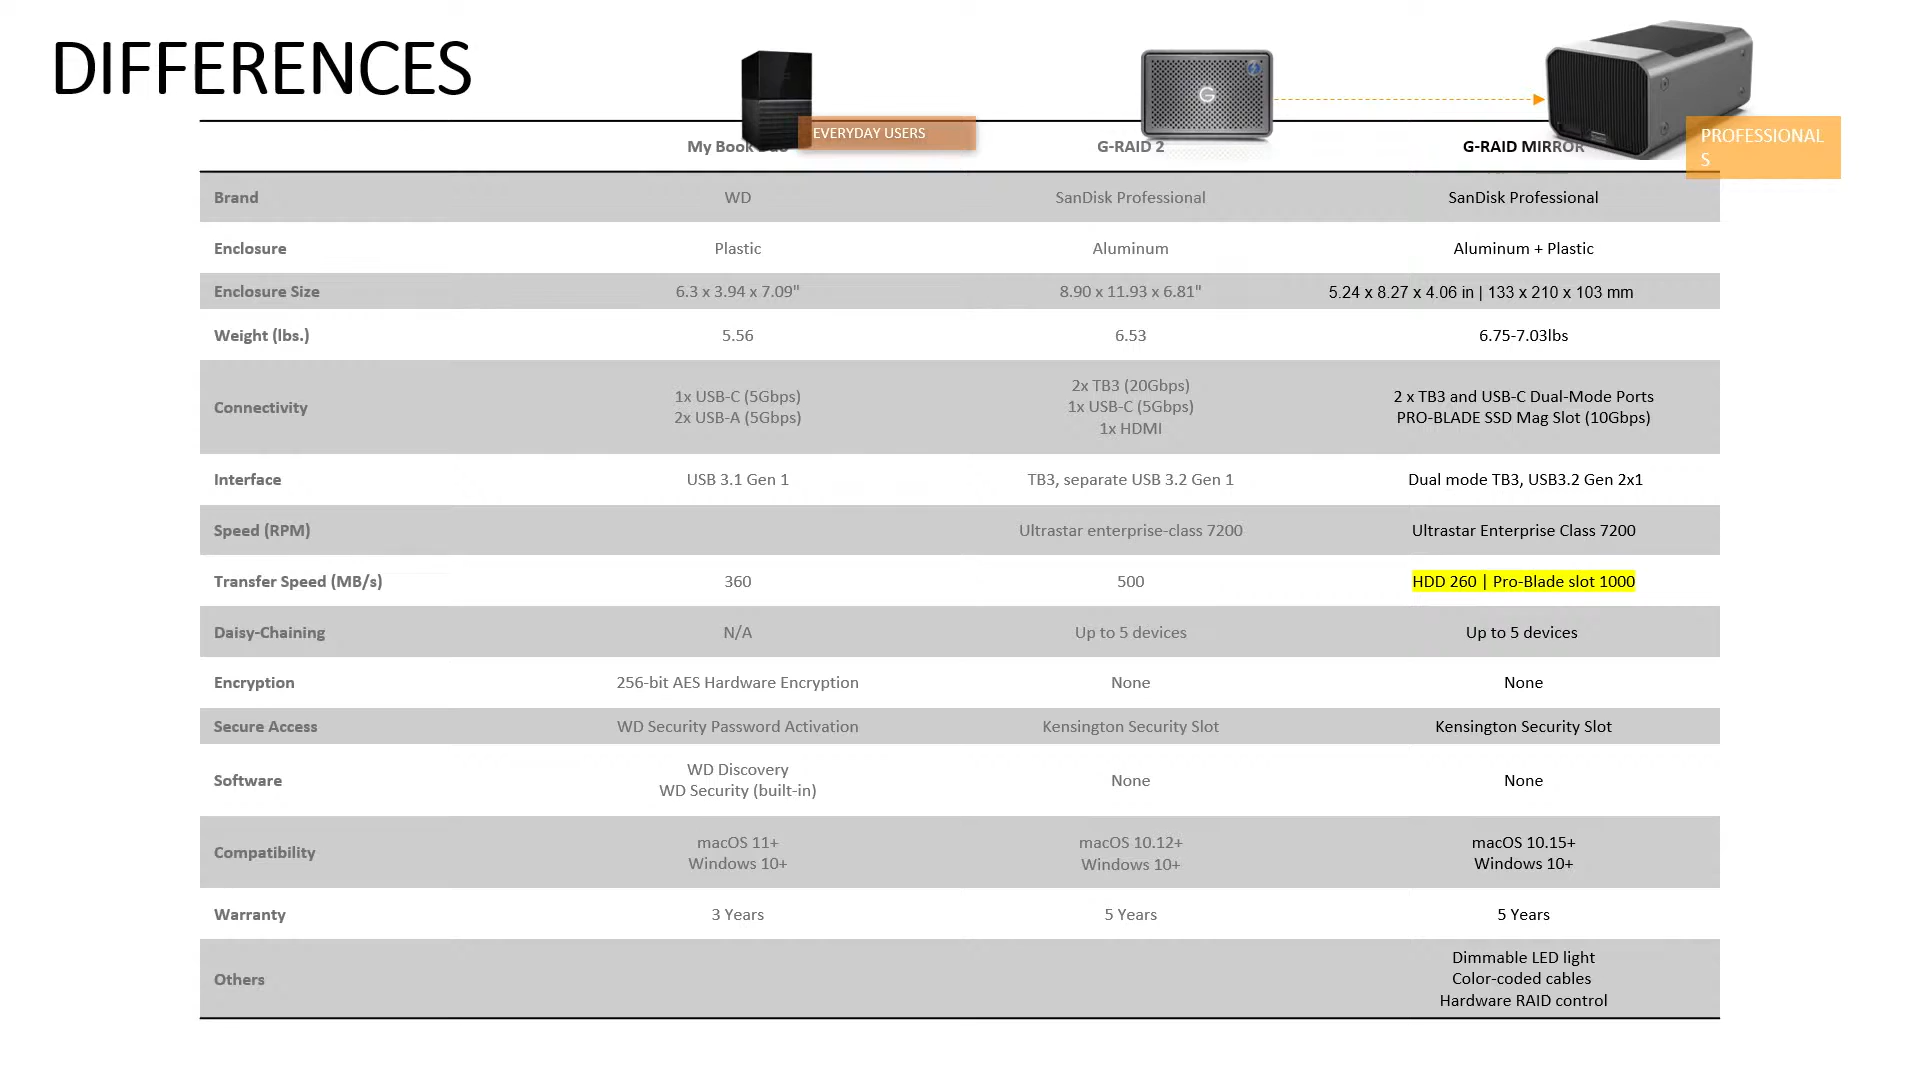 DIFFERENCES
EVERYDAY USERS
PROFESSIONAL
S
G
My Book
G-RAID 2
G-RAID MIRROR
Brand
WD
SanDisk Professional
SanDisk Professional
Enclosure
Plastic
Aluminum
Aluminum + Plastic
Enclosure Size
6.3 x 3.94 x 7.09"
8.90 x 11.93 x 6.81"
5.24 x 8.27 x 4.06 in | 133 x 210 x 103 mm
Weight (lbs.)
5.56
6.53
6.75-7.03lbs
Connectivity
1x USB-C (5Gbps)
2x USB-A (5Gbps)
2x TB3 (20Gbps)
1x USB-C (5Gbps)
1x HDMI
2 x TB3 and USB-C Dual-Mode Ports
PRO-BLADE SSD Mag Slot (10Gbps)
Interface
USB 3.1 Gen 1
TB3, separate USB 3.2 Gen 1
Dual mode TB3, USB3.2 Gen 2x1
Speed (RPM)
Ultrastar enterprise-class 7200
Ultrastar Enterprise Class 7200
Transfer Speed (MB/s)
360
500
HDD 260 | Pro-Blade slot 1000
Daisy-Chaining
N/A
Up to 5 devices
Up to 5 devices
Encryption
256-bit AES Hardware Encryption
None
None
Secure Access
WD Security Password Activation
Kensington Security Slot
Kensington Security Slot
Software
WD Discovery
WD Security (built-in)
None
None
Compatibility
macOS 11+
Windows 10+
macOS 10.12+
Windows 10+
macOS 10.15+
Windows 10+
Warranty
3 Years
5 Years
5 Years
Others
Dimmable LED light
Color-coded cables
Hardware RAID control